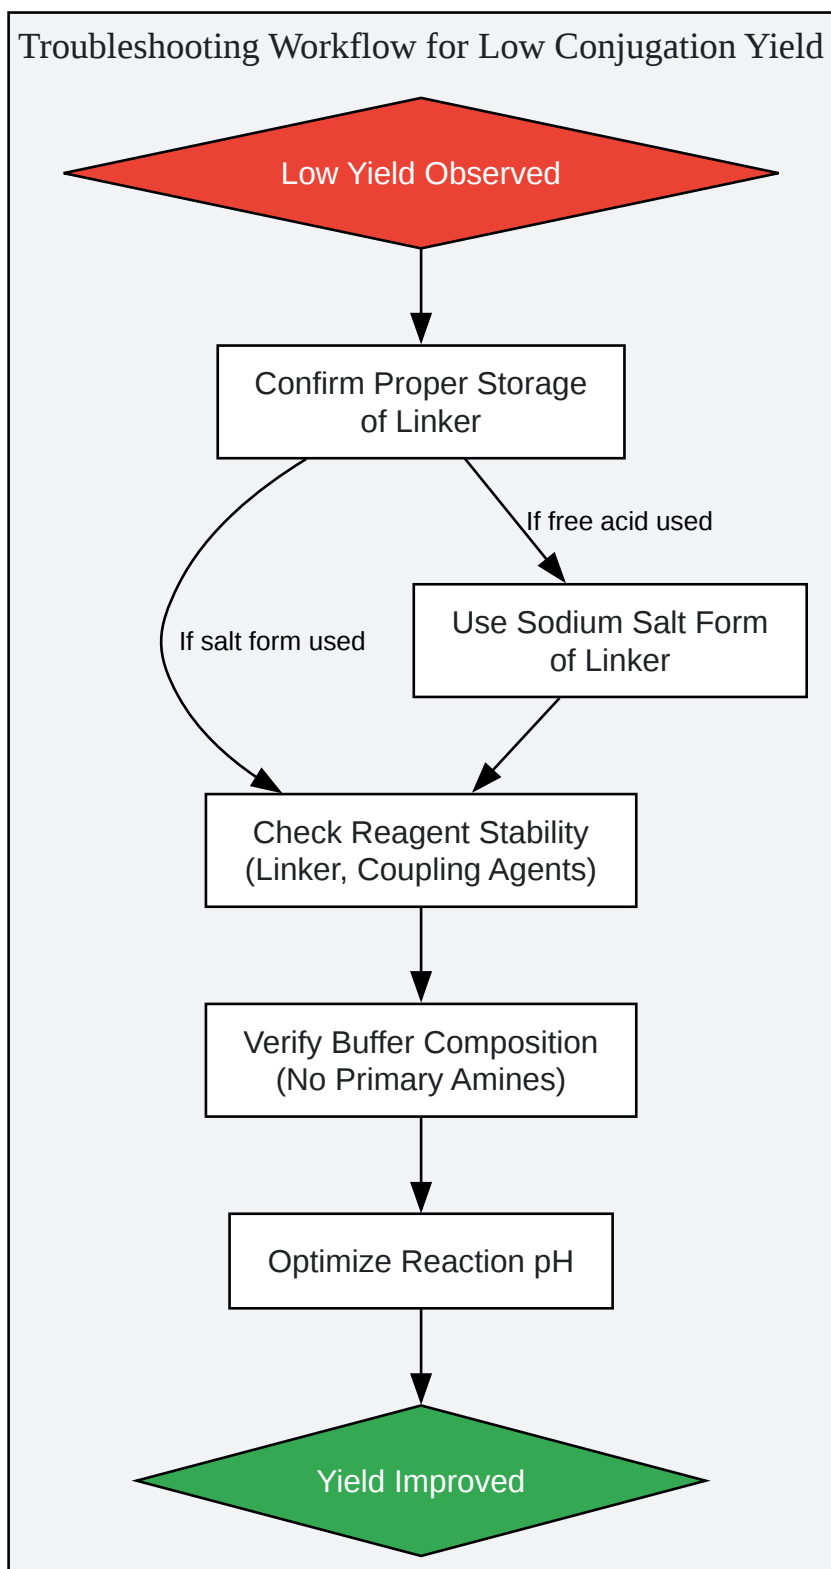 Troubleshooting Workflow for Low Conjugation Yield
Low Yield Observed
Confirm Proper Storage
of Linker
If free acid used
Use Sodium Salt Form
of Linker
If salt form used
Check Reagent Stability
(Linker, Coupling Agents)
Verify Buffer Composition
(No Primary Amines)
Optimize Reaction pH
Yield Improved